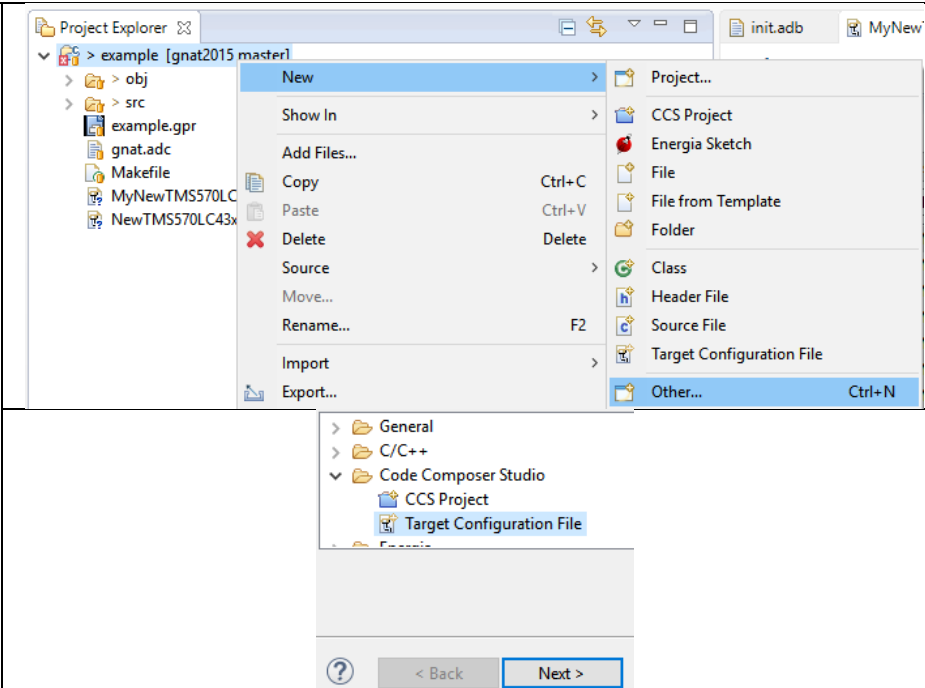 Project Explorer
init.adb
MyNew
> example [gnat2015 master]
> obj
> src
example.gpr
gnat.adc
Makefile
MyNewTMS570LC
NewTMS570LC43x
New
Show In
Add Files...
Copy Ctrl+C
Paste Ctrl+V
Delete Delete
Source
Move...
Rename... F2
Import
Export...
Project...
CCS Project
Energia Sketch
File
File from Template
Folder
Class
Header File
Source File
Target Configuration File
Other... Ctrl+N
General
C/C++
Code Composer Studio
CCS Project
Target Configuration File
Energia
< Back
Next >